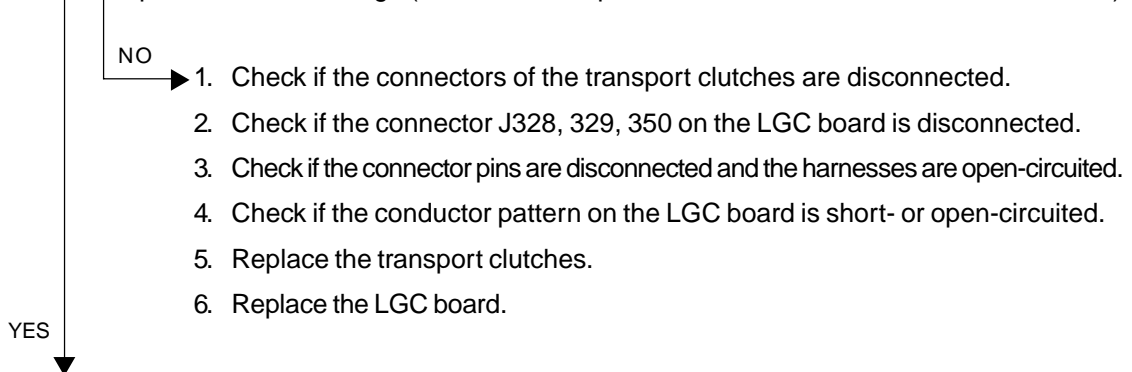 NO
1. Check if the connectors of the transport clutches are disconnected.
2. Check if the connector J328, 329, 350 on the LGC board is disconnected.
3. Check if the connector pins are disconnected and the harnesses are open-circuited.
4. Check if the conductor pattern on the LGC board is short- or open-circuited.
5. Replace the transport clutches.
6. Replace the LGC board.
YES